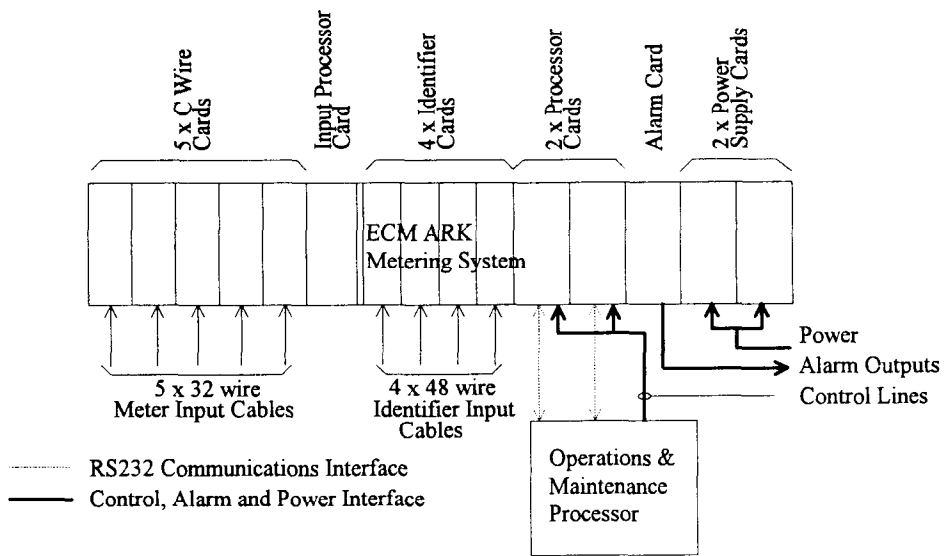 5 x C Wire
Cards
Input Processor
Card
4 x Identifier
Cards
2 x Processor
Cards
Alarm Card
2 x Power
Supply Cards
ECM ARK
Metering System
Power
Alarm Outputs
Control Lines
5 x 32 wire
Meter Input Cables
4 x 48 wire
Identifier Input
Cables
RS232 Communications Interface
Control, Alarm and Power Interface
Operations &
Maintenance
Processor